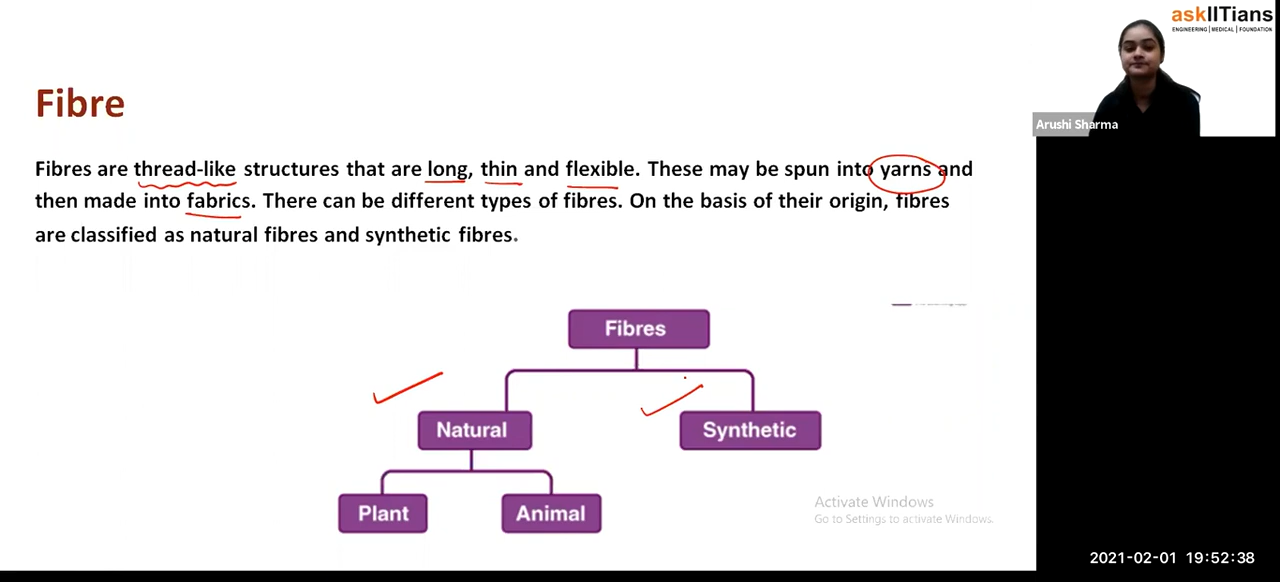 askIITians
ENGINEERING | MEDICAL | FOUNDATION
Arushi Sharma
Fibre
Fibres are thread-like structures that are long, thin and flexible. These may be spun into yarns and
then made into fabrics. There can be different types of fibres. On the basis of their origin, fibres
are classified as natural fibres and synthetic fibres.
Fibres
Natural
Synthetic
Plant
Animal
Activate Windows
Go to Settings to activate Windows.
2021-02-01 19:52:38